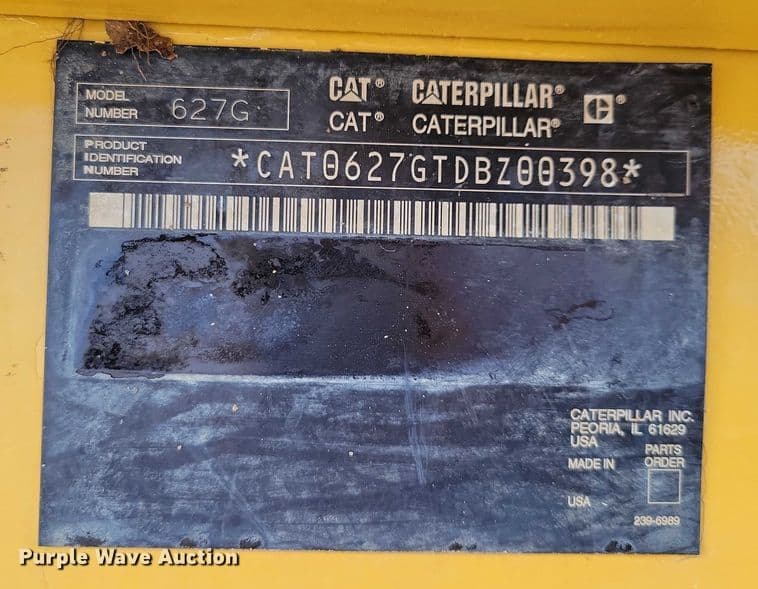 MODEL NUMBER 627G
CAT® CATERPILLAR® ®
CAT® CATERPILLAR®
PRODUCT IDENTIFICATION NUMBER *CAT0627GTDBZ00398*
CATERPILLAR INC.
PEORIA, IL 61629
USA
MADE IN
USA
PARTS
ORDER
239-6989
Purple Wave Auction